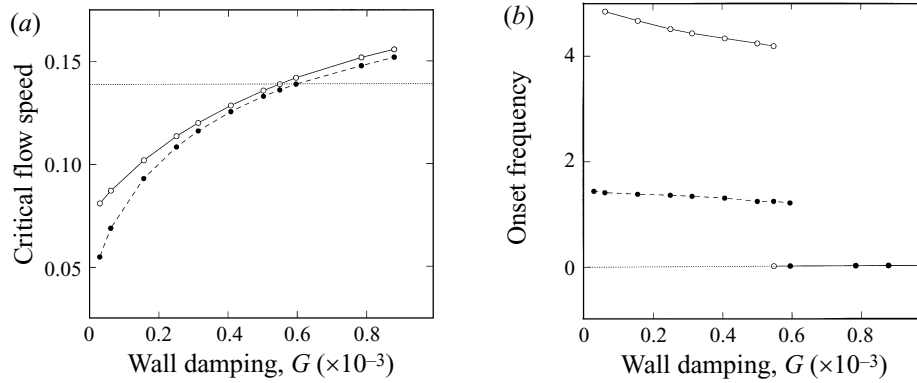 (a)
0.15
0.10
0.05
0
0.2
0.4
0.6
0.8
Critical flow speed
Wall damping, G (×10⁻³)
(b)
4
2
0
0
0.2
0.4
0.6
0.8
Onset frequency
Wall damping, G (×10⁻³)